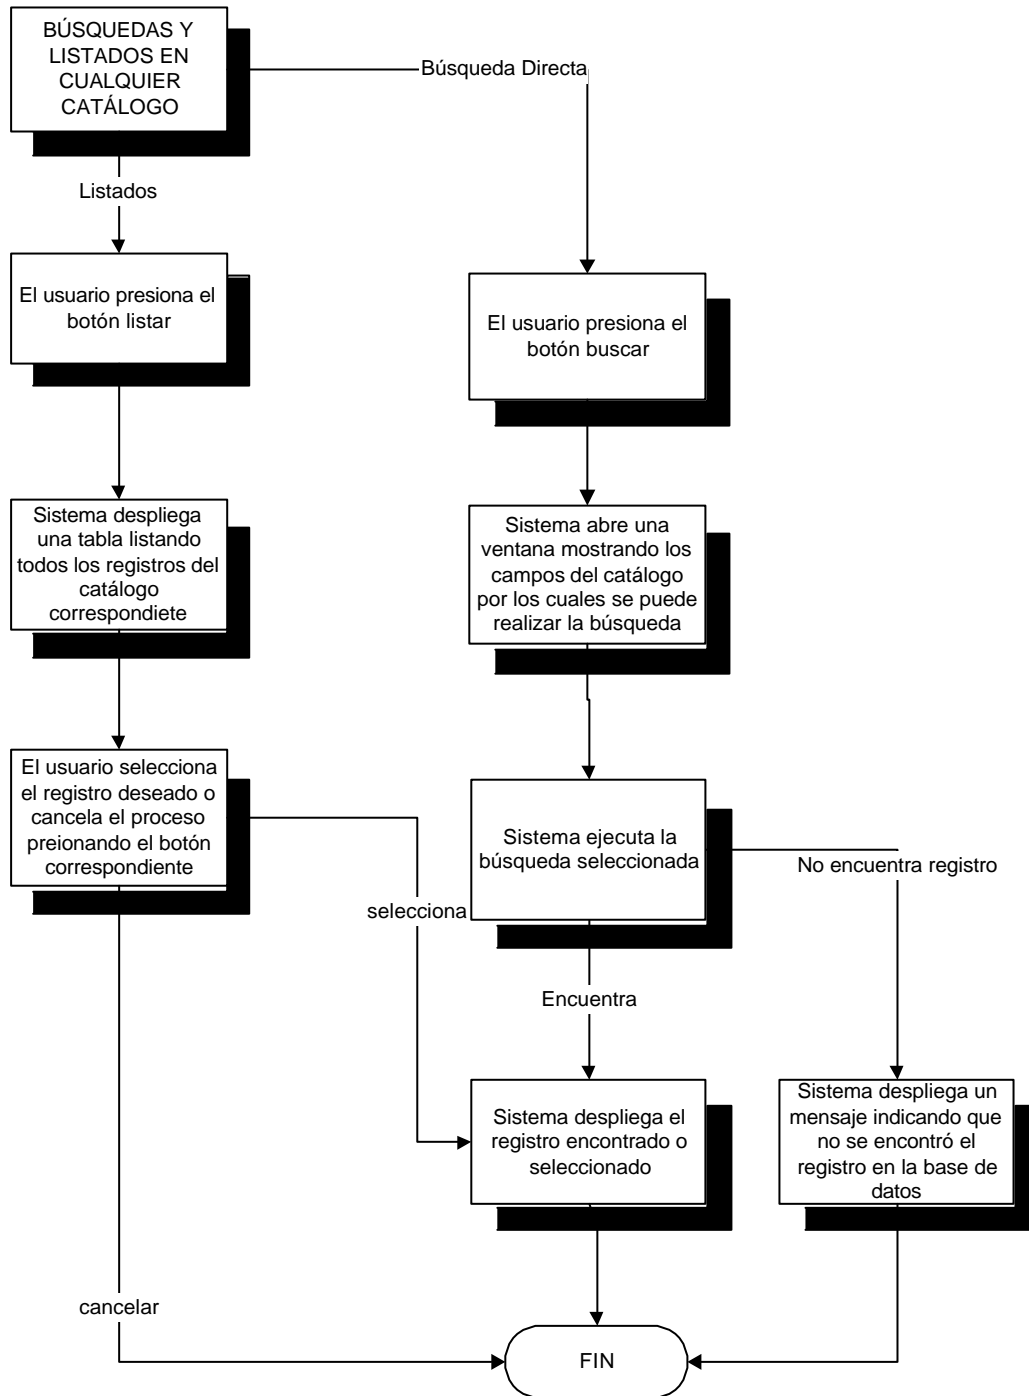 BÚSQUEDAS Y
LISTADOS EN
CUALQUIER
CATÁLOGO
Búsqueda Directa
Listados
El usuario presiona el
botón listar
El usuario presiona el
botón buscar
Sistema despliega
una tabla listando
todos los registros del
catálogo
correspondiete
Sistema abre una
ventana mostrando los
campos del catálogo
por los cuales se puede
realizar la búsqueda
El usuario selecciona
el registro deseado o
cancela el proceso
preionando el botón
correspondiente
Sistema ejecuta la
búsqueda seleccionada
No encuentra registro
selecciona
Encuentra
Sistema despliega el
registro encontrado o
seleccionado
Sistema despliega un
mensaje indicando que
no se encontró el
registro en la base de
datos
cancelar
FIN